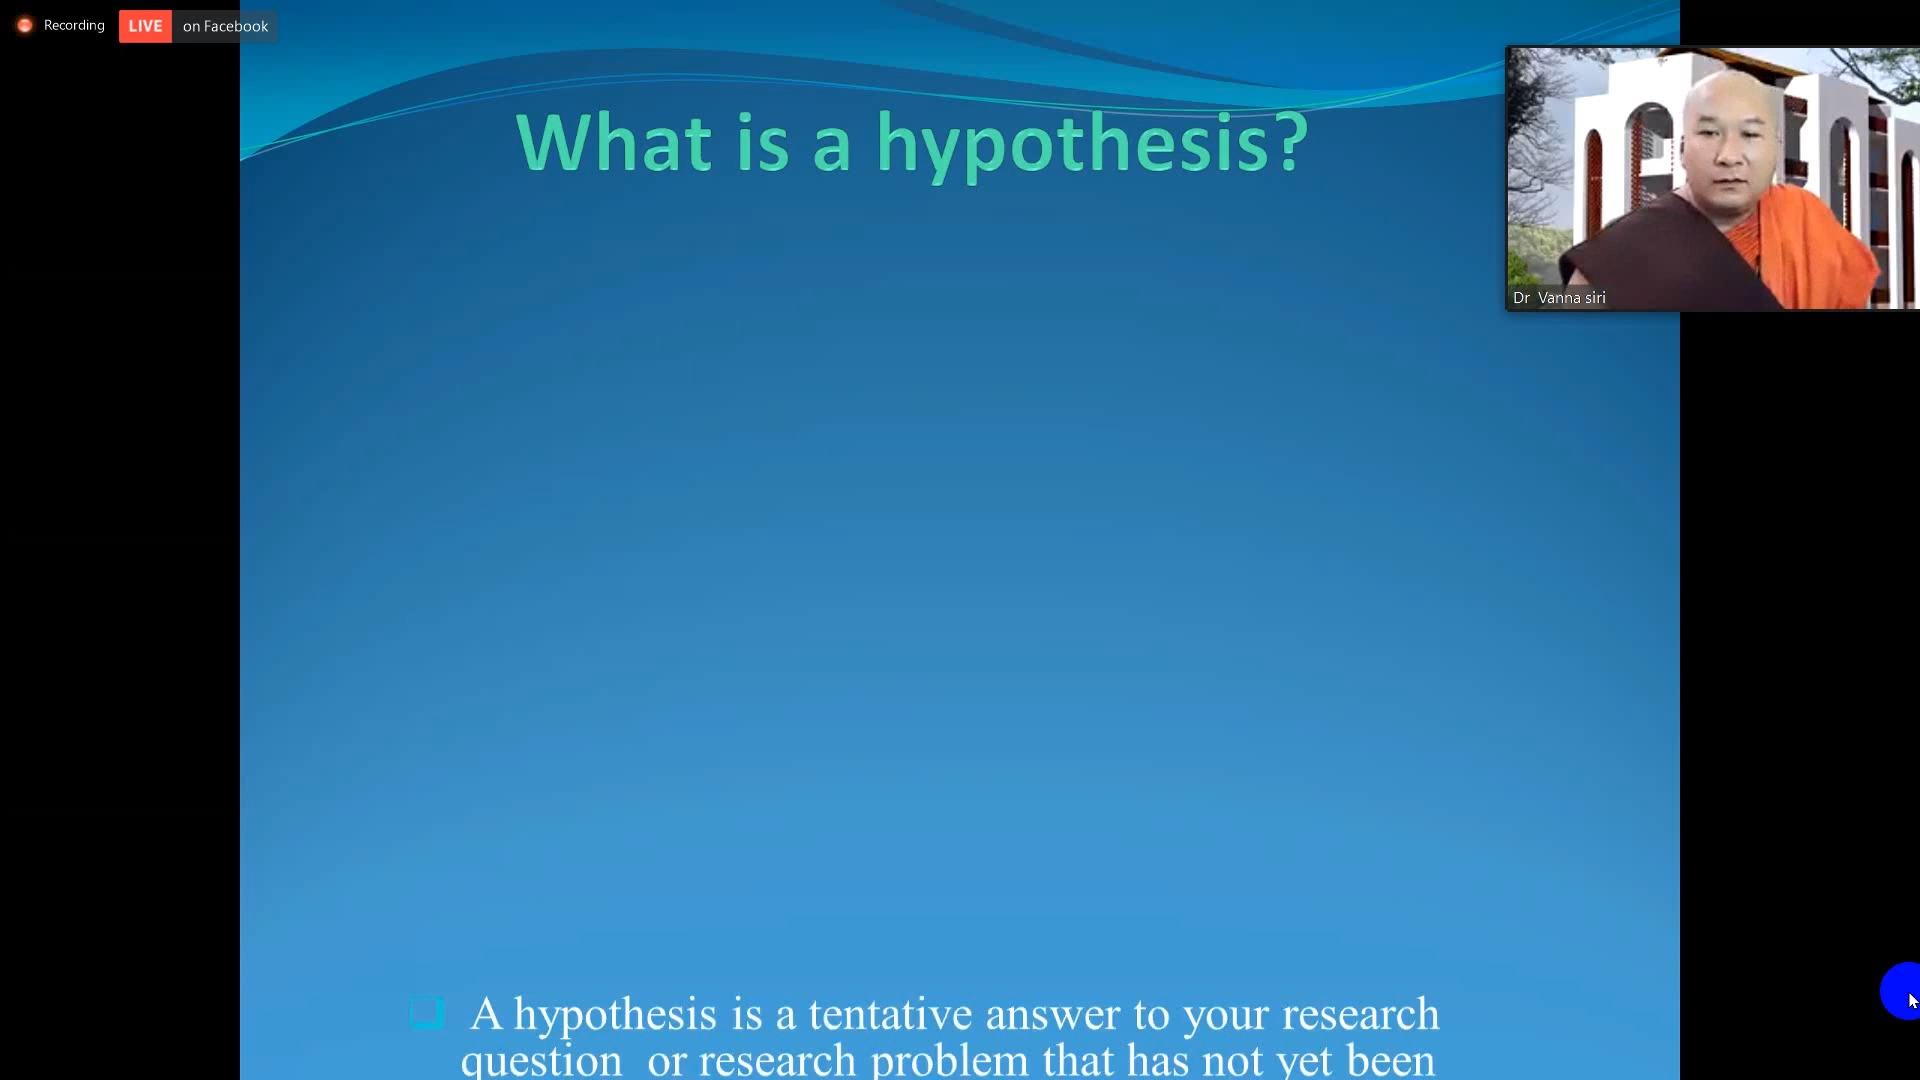 Recording LIVE on Facebook
What is a hypothesis?
Dr Vanna siri
A hypothesis is a tentative answer to your research
question or research problem that has not yet been